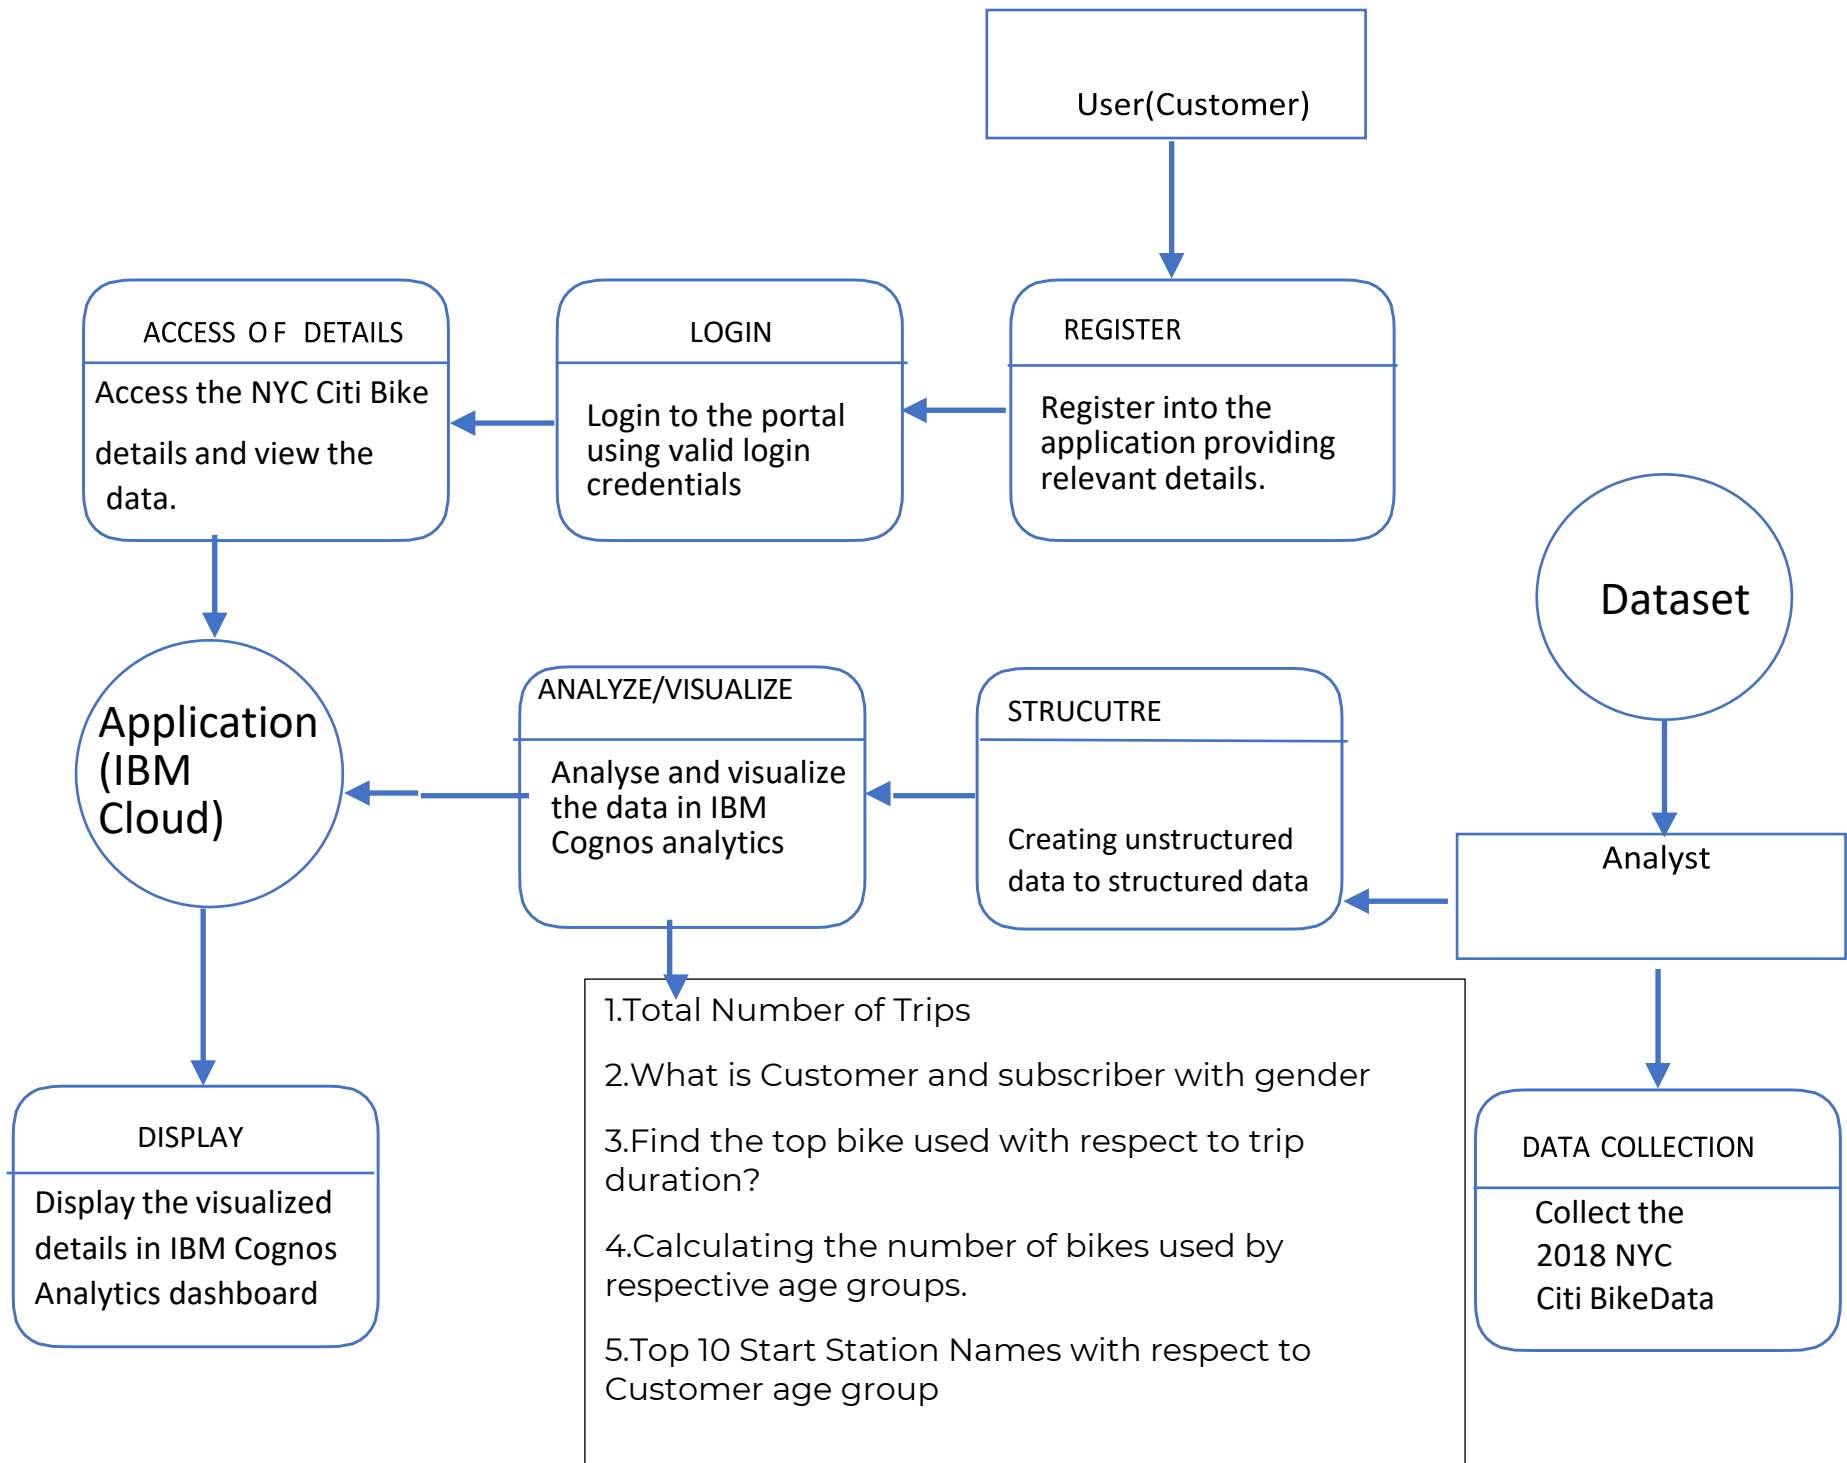 User(Customer)
ACCESS OF DETAILS
Access the NYC Citi Bike
details and view the
data.
LOGIN
Login to the portal
using valid login
credentials
REGISTER
Register into the
application providing
relevant details.
Dataset
Application
(IBM
Cloud)
ANALYZE/VISUALIZE
Analyse and visualize
the data in IBM
Cognos analytics
STRUCUTRE
Creating unstructured
data to structured data
Analyst
1.Total Number of Trips
2.What is Customer and subscriber with gender
3.Find the top bike used with respect to trip
duration?
4.Calculating the number of bikes used by
respective age groups.
5.Top 10 Start Station Names with respect to
Customer age group
DISPLAY
Display the visualized
details in IBM Cognos
Analytics dashboard
DATA COLLECTION
Collect the
2018 NYC
Citi BikeData